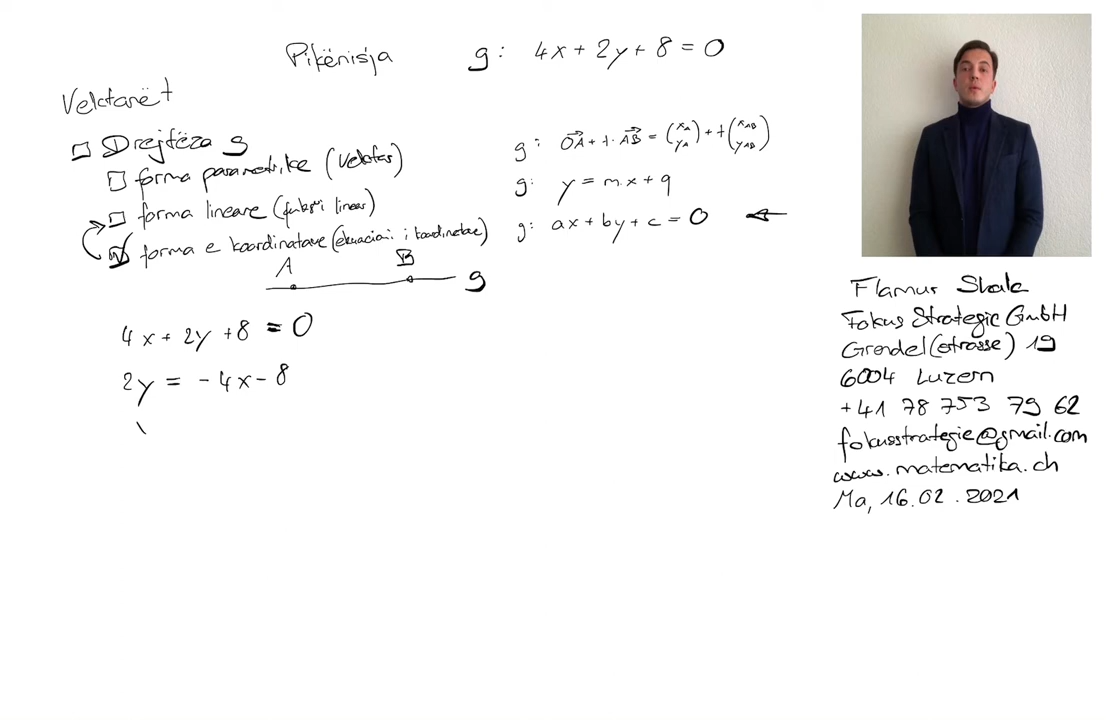 Pikënisja g: 4x + 2y + 8 = 0
Vektorët
Drejtëza g
forma parametrike (vektor)
g: OA + t · AB = (xA yA) + t (xAB yAB)
forma lineare (funksioni linear)
g: y = m·x + q
forma e koordinatave (ekuacioni i koordinatave)
g: ax + by + c = 0
A B g
4x + 2y + 8 = 0
2y = -4x - 8
Flamur
Fokus Strategie GmbH
Grendel(strasse) 19
6004 Luzern
+41 78 753 79 62
fokusstrategie@gmail.com
www.matematika.ch
Ma, 16.02.2021